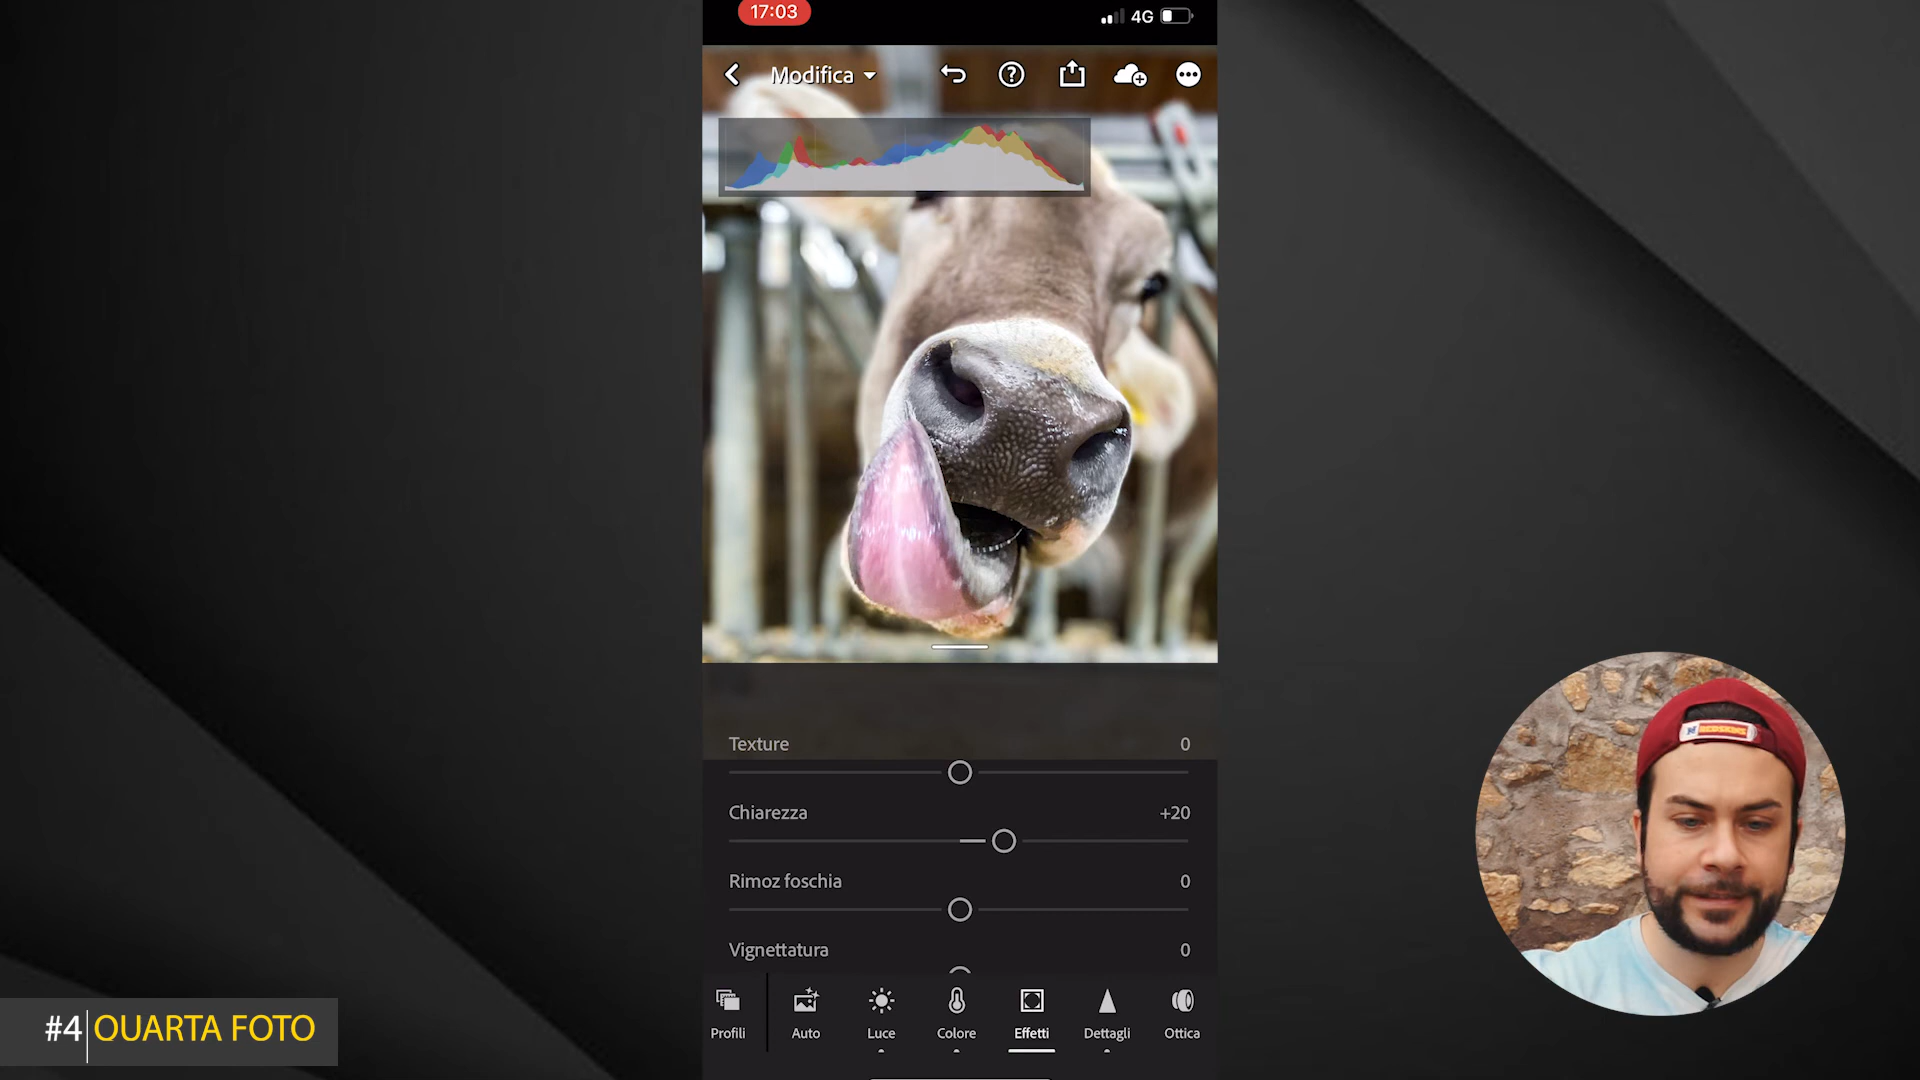 17:03
4G
Modifica
Texture 0
Chiarezza +20
Rimoz foschia 0
Vignettatura 0
Profili Auto Luce Colore Effetti Dettagli Ottica
#4 QUARTA FOTO
REDSKINS